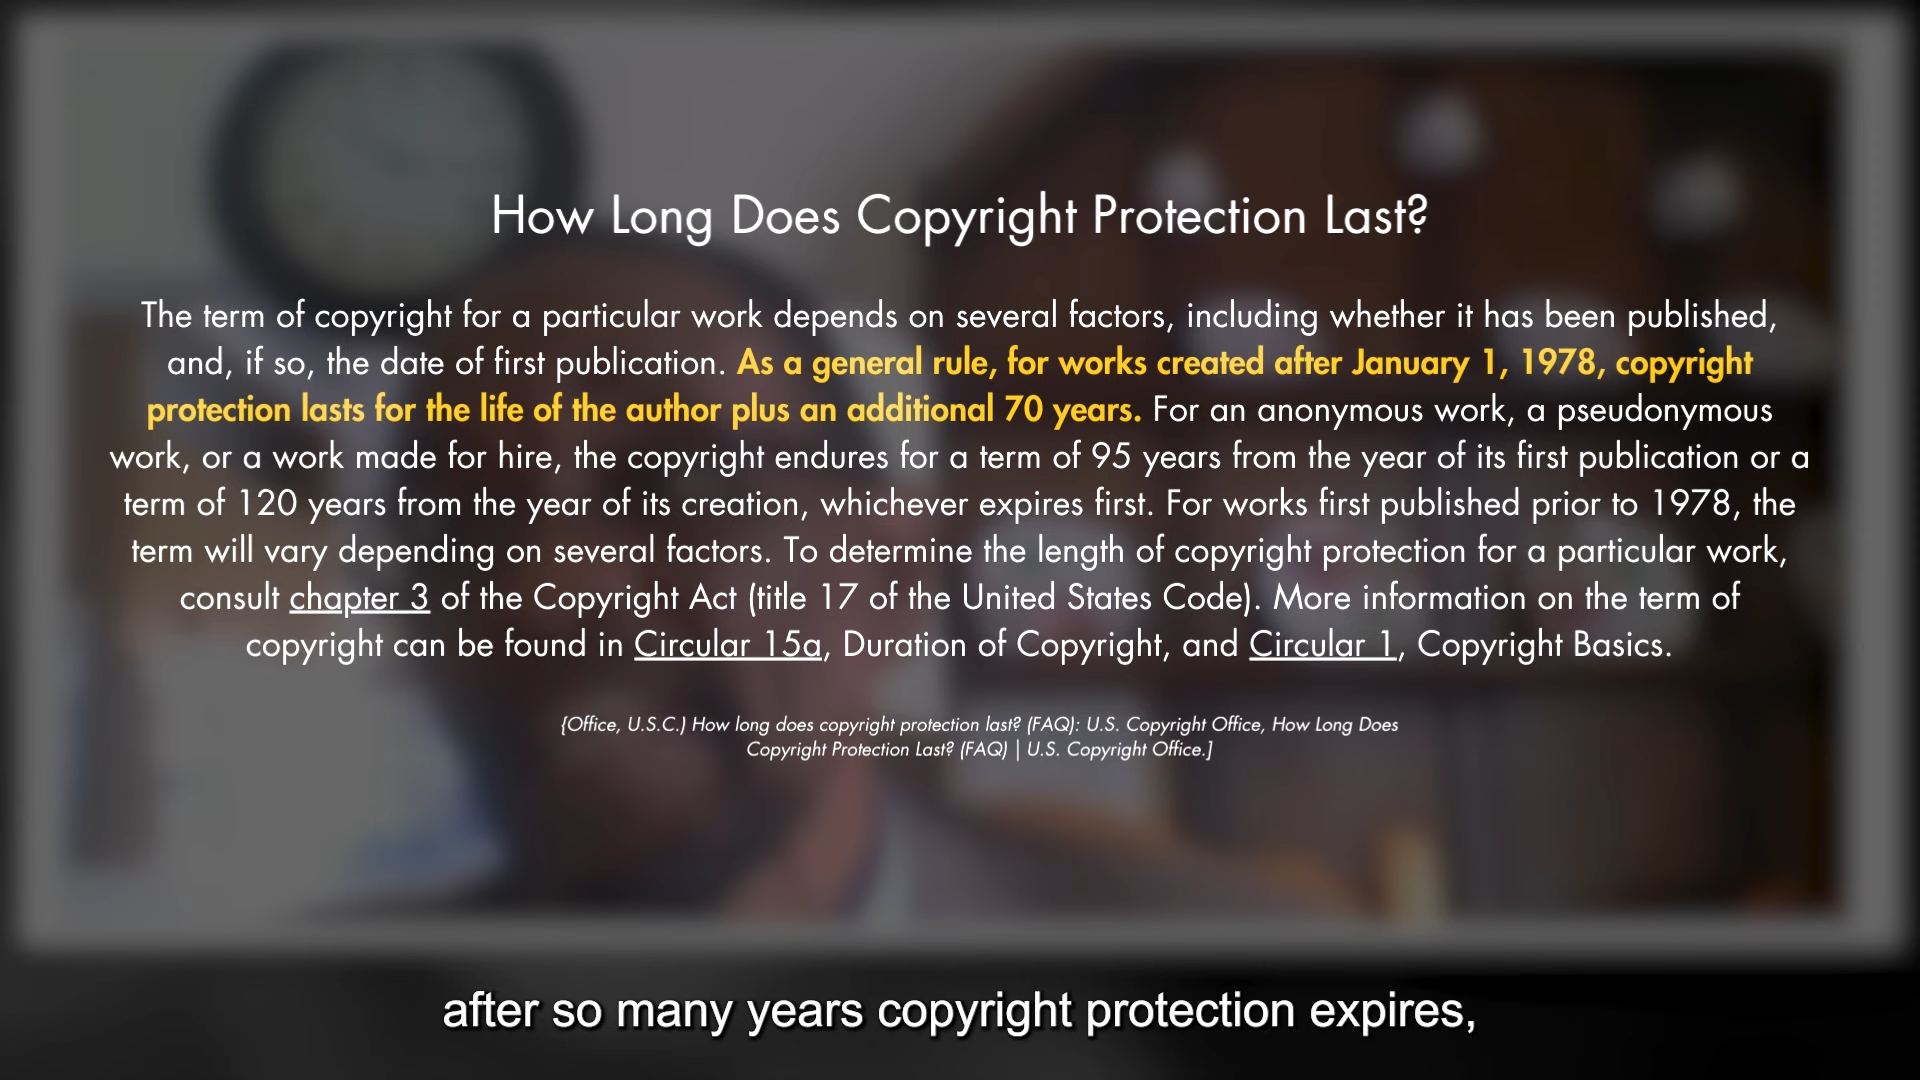 How Long Does Copyright Protection Last?
The term of copyright for a particular work depends on several factors, including whether it has been published,
and, if so, the date of first publication. As a general rule, for works created after January 1, 1978, copyright
protection lasts for the life of the author plus an additional 70 years. For an anonymous work, a pseudonymous
work, or a work made for hire, the copyright endures for a term of 95 years from the year of its first publication or a
term of 120 years from the year of its creation, whichever expires first. For works first published prior to 1978, the
term will vary depending on several factors. To determine the length of copyright protection for a particular work,
consult chapter 3 of the Copyright Act (title 17 of the United States Code). More information on the term of
copyright can be found in Circular 15a, Duration of Copyright, and Circular 1, Copyright Basics.
{Office, U.S.C.) How long does copyright protection last? (FAQ): U.S. Copyright Office, How Long Does
Copyright Protection Last? (FAQ) | U.S. Copyright Office.]
after so many years copyright protection expires,